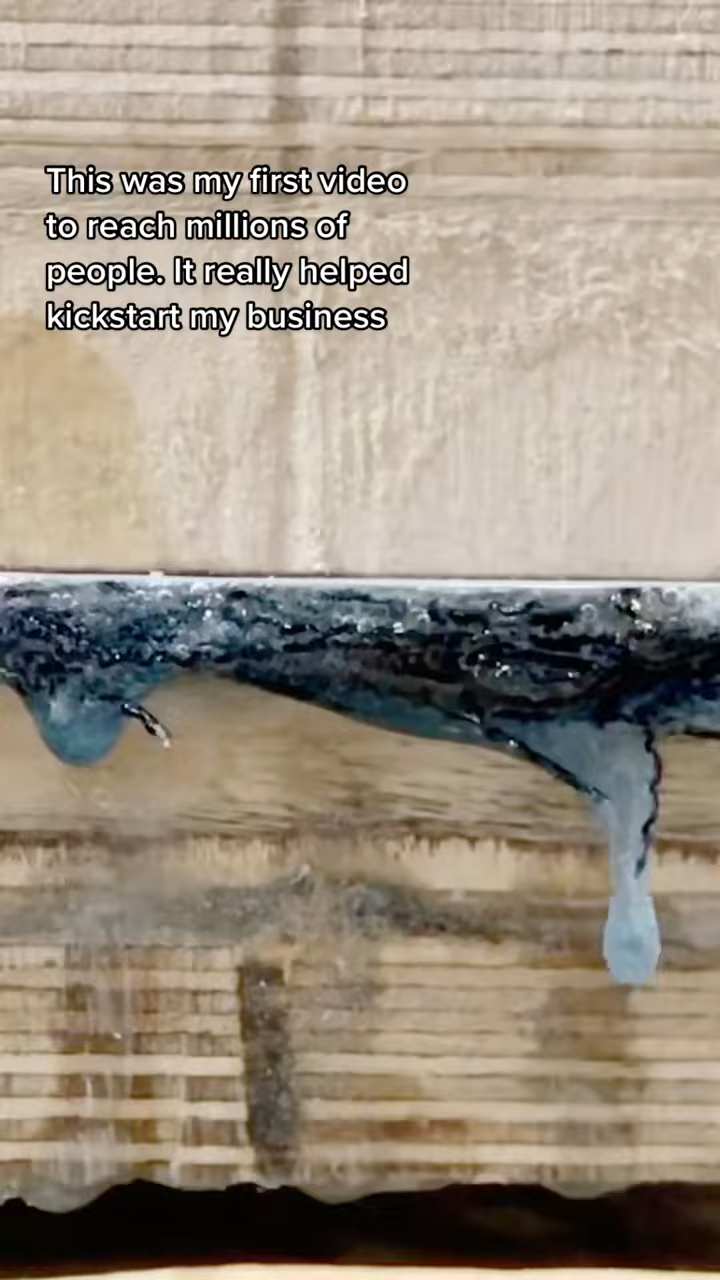 This was my first video
to reach millions of
people. It really helped
kickstart my business